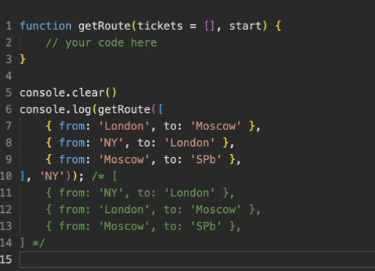 1 function getRoute(tickets = [], start) {
2     // your code here
3 }
4
5 console.clear()
6 console.log(getRoute([
7     { from: 'London', to: 'Moscow' },
8     { from: 'NY', to: 'London' },
9     { from: 'Moscow', to: 'SPb' },
10 ], 'NY')); /* [
11     { from: 'NY', to: 'London' },
12     { from: 'London', to: 'Moscow' },
13     { from: 'Moscow', to: 'SPb' },
14 ] */
15